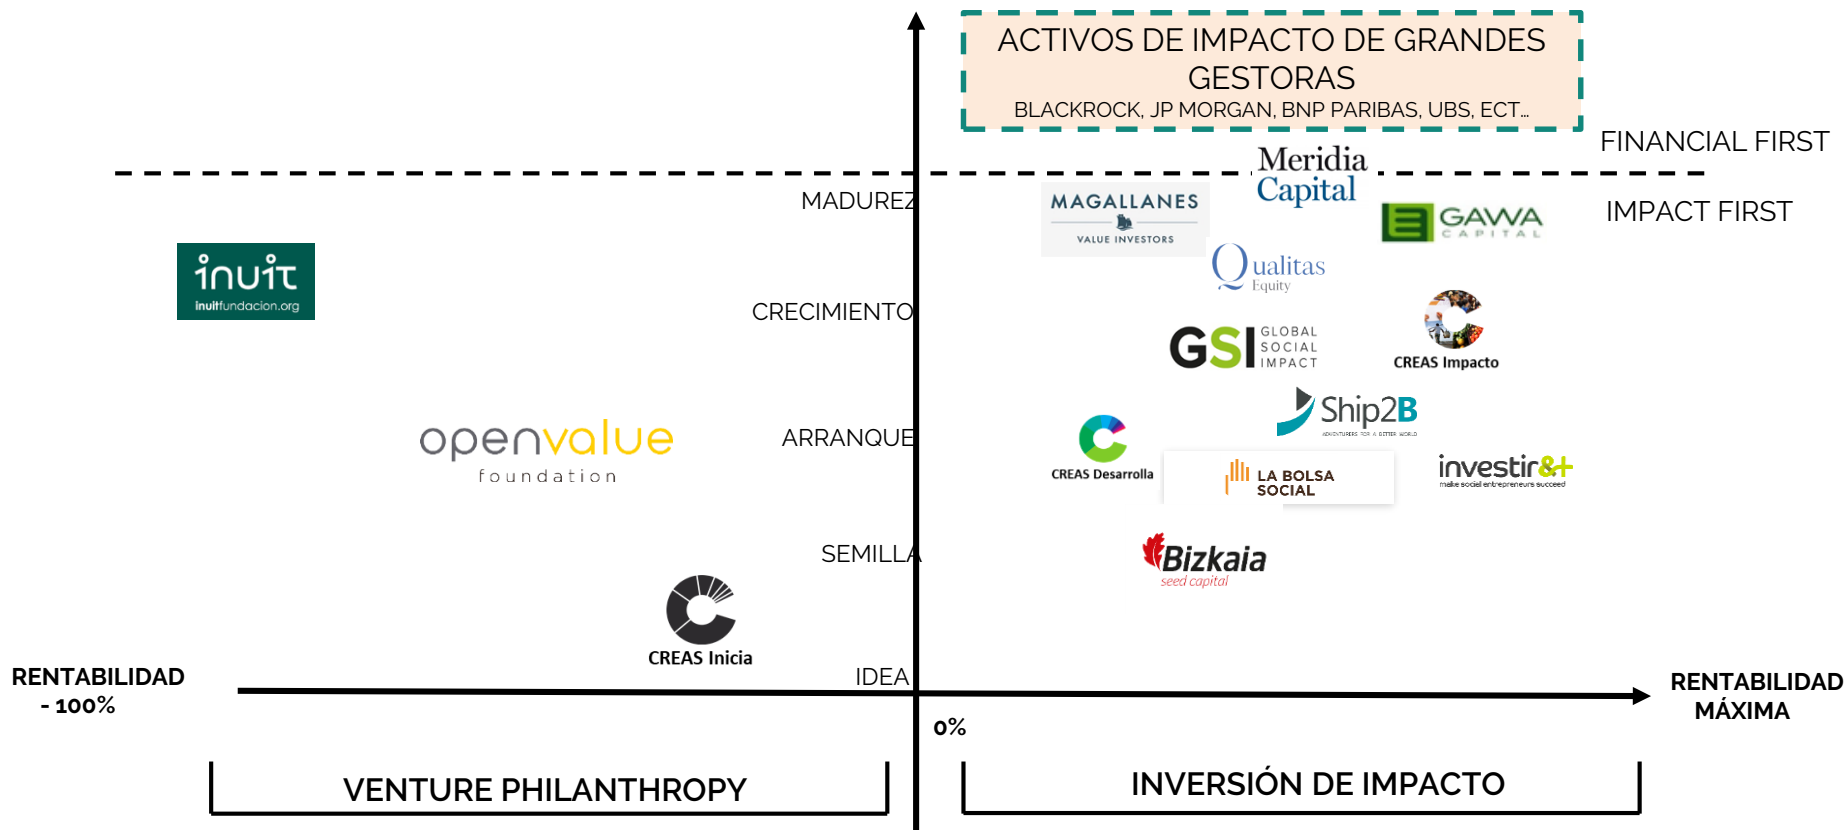 ACTIVOS DE IMPACTO DE GRANDES
GESTORAS
BLACKROCK, JP MORGAN, BNP PARIBAS, UBS, ECT...
FINANCIAL FIRST
Meridia
Capital
MADUREZ
MAGALLANES
VALUE INVESTORS
GAWA
CAPITAL
IMPACT FIRST
inuit
inuitfundacion.org
Qualitas
Equity
CRECIMIENTO
GSI GLOBAL
SOCIAL
IMPACT
CREAS Impacto
openvalue
foundation
ARRANQUE
Ship2B
ADVENTURERS FOR A BETTER WORLD
CREAS Desarrolla
LA BOLSA
SOCIAL
investir&+
make social entrepreneurs succeed
SEMILLA
Bizkaia
seed capital
CREAS Inicia
IDEA
RENTABILIDAD
- 100%
0%
RENTABILIDAD
MÁXIMA
VENTURE PHILANTHROPY
INVERSIÓN DE IMPACTO